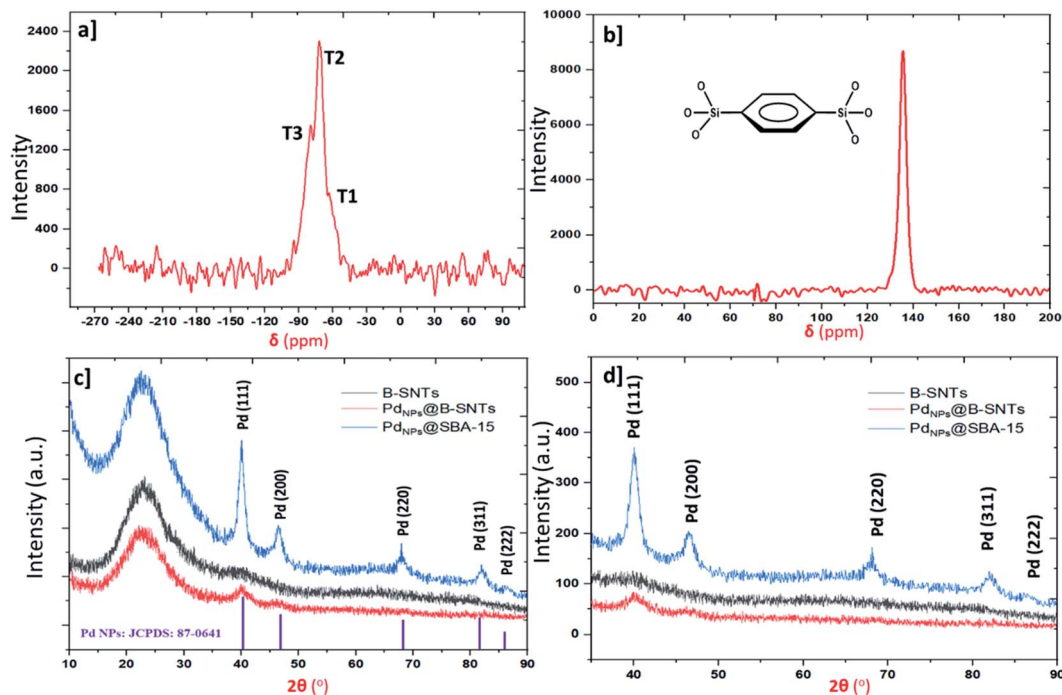 a]
Intensity
2400
2000
1600
1200
800
400
0
T2
T3
T1
-270 -230 -190 -150 -110 -90 -60 -30 0 30 60 90
δ (ppm)
b]
Intensity
10000
8000
6000
4000
2000
0
O O
O Si Si O
O O
0 20 40 60 80 100 120 140 160 180 200
δ (ppm)
c]
Intensity (a.u.)
B-SNTs
PdNPs@B-SNTs
PdNPs@SBA-15
Pd (111)
Pd (200)
Pd (220)
Pd (311)
Pd (222)
Pd NPs: JCPDS: 87-0641
10 20 30 40 50 60 70 80 90
2θ (o)
d]
Intensity (a.u.)
500
400
300
200
100
0
B-SNTs
PdNPs@B-SNTs
PdNPs@SBA-15
Pd (111)
Pd (200)
Pd (220)
Pd (311)
Pd (222)
40 50 60 70 80 90
2θ (o)